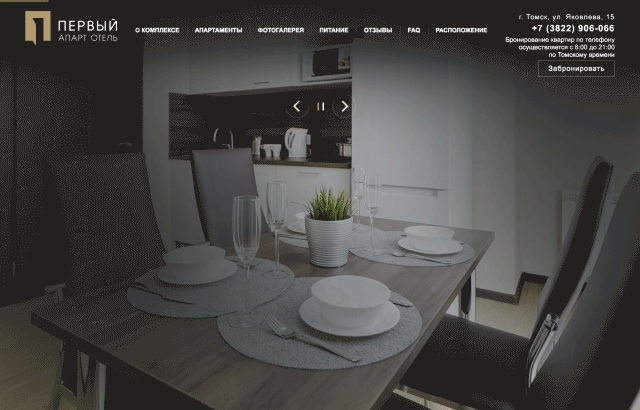 ПЕРВЫЙ
АПАРТ ОТЕЛЬ
О КОМПЛЕКСЕ АПАРТАМЕНТЫ ФОТОГАЛЕРЕЯ ПИТАНИЕ ОТЗЫВЫ FAQ РАСПОЛОЖЕНИЕ
г. Томск, ул. Яковлева, 15
+7 (3822) 906-066
Бронирование квартир по телефону
осуществляется с 8:00 до 21:00
по Томскому времени
Забронировать